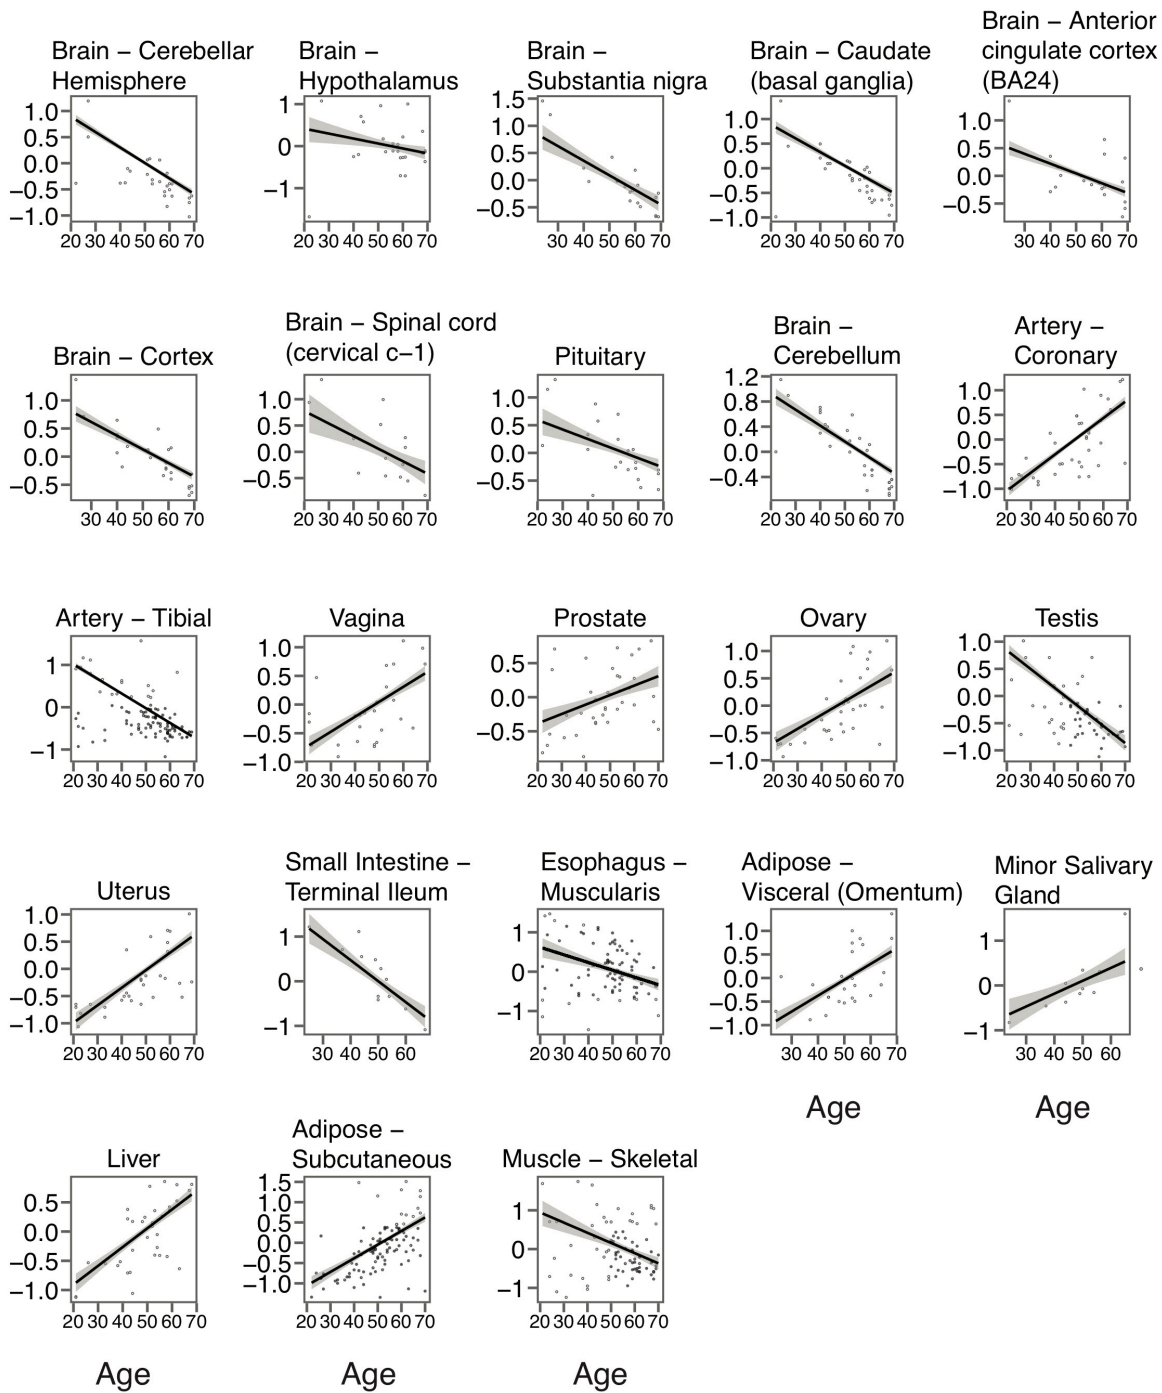 Brain − Anterior
Brain − Cerebellar Brain − Brain − Brain − Caudate cingulate cortex
Hemisphere Hypothalamus Substantia nigra (basal ganglia) (BA24)
1.0 0.5 0.0 −0.5 −1.0
20 30 40 50 60 70
1 0 −1
20 30 40 50 60 70
1.5 1.0 0.5 0.0 −0.5
30 40 50 60 70
1.0 0.5 0.0 −0.5 −1.0
20 30 40 50 60 70
1.0 0.5 0.0 −0.5
30 40 50 60 70
Brain − Cortex
1.0 0.5 0.0 −0.5
30 40 50 60 70
Brain − Spinal cord
(cervical c−1)
1.0 0.5 0.0 −0.5
20 30 40 50 60 70
Pituitary
1.0 0.5 0.0 −0.5
20 30 40 50 60 70
Brain −
Cerebellum
1.2 0.8 0.4 0.0 −0.4
20 30 40 50 60 70
Artery −
Coronary
1.0 0.5 0.0 −0.5 −1.0
20 30 40 50 60 70
Artery − Tibial
1 0 −1
20 30 40 50 60 70
Vagina
1.0 0.5 0.0 −0.5 −1.0
20 30 40 50 60 70
Prostate
0.5 0.0 −0.5
20 30 40 50 60 70
Ovary
1.0 0.5 0.0 −0.5 −1.0
20 30 40 50 60 70
Testis
1.0 0.5 0.0 −0.5 −1.0
20 30 40 50 60 70
Uterus
1.0 0.5 0.0 −0.5 −1.0
20 30 40 50 60 70
Small Intestine −
Terminal Ileum
1 0 −1
30 40 50 60
Esophagus −
Muscularis
1 0 −1
20 30 40 50 60 70
Adipose −
Visceral (Omentum)
1.0 0.5 0.0 −0.5 −1.0
30 40 50 60 70
Age
Minor Salivary
Gland
1 0 −1
30 40 50 60
Age
Liver
0.5 0.0 −0.5 −1.0
20 30 40 50 60 70
Age
Adipose −
Subcutaneous
1.5 1.0 0.5 0.0 −0.5 −1.0
20 30 40 50 60 70
Age
Muscle − Skeletal
1 0 −1
20 30 40 50 60 70
Age